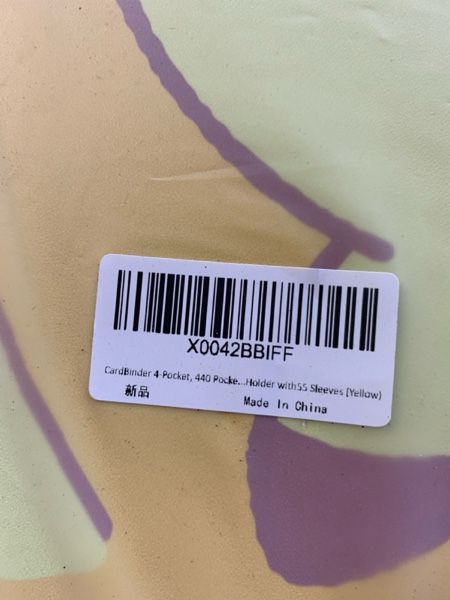 X0042BBIFF
CardBinder 4-Pocket, 440 Pocke...Holder with55 Sleeves (Yellow)
新品
Made In China